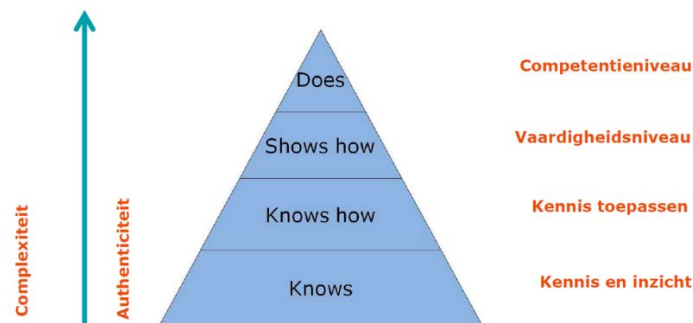 Does
Competentieniveau
Shows how
Vaardigheidsniveau
Knows how
Kennis toepassen
Knows
Kennis en inzicht
Complexiteit
Authenticiteit